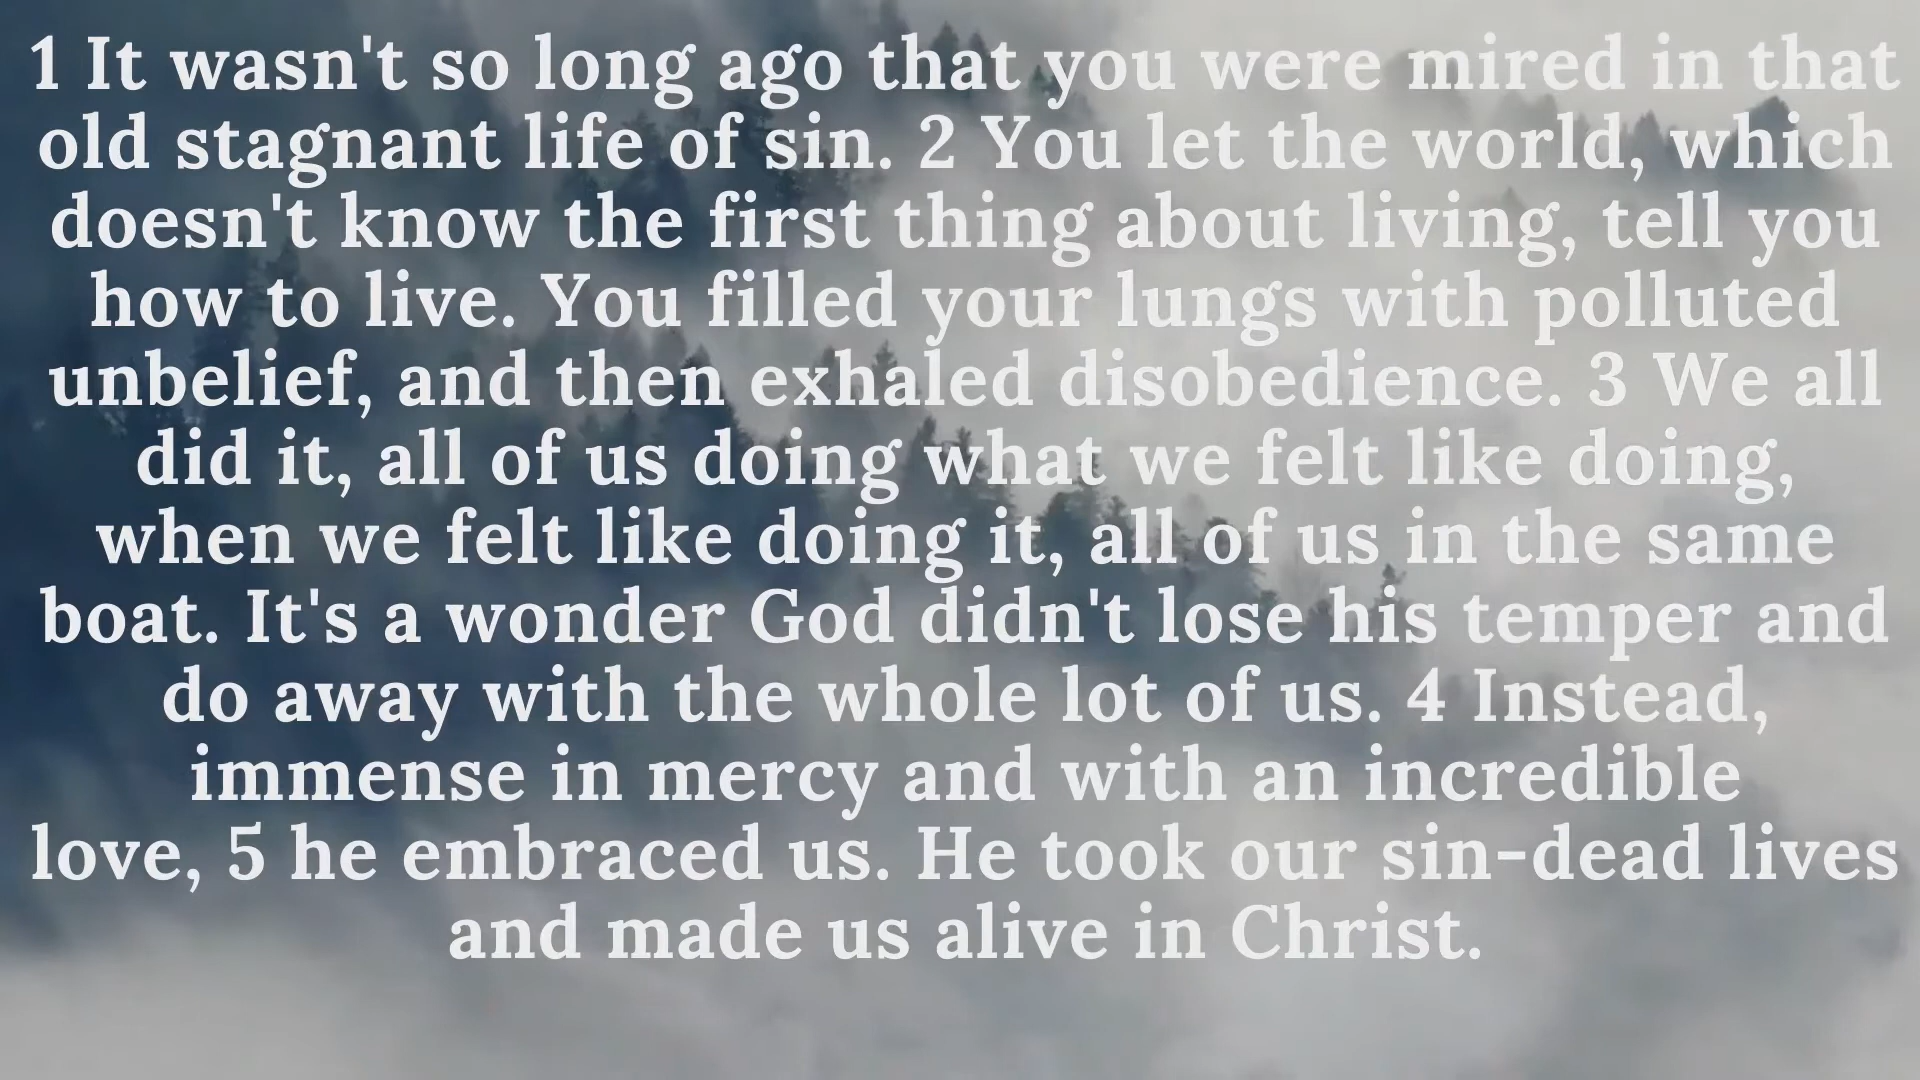 1 It wasn't so long ago that you were mired in that
old stagnant life of sin. 2 You let the world, which
doesn't know the first thing about living, tell you
how to live. You filled your lungs with polluted
unbelief, and then exhaled disobedience. 3 We all
did it, all of us doing what we felt like doing,
when we felt like doing it, all of us in the same
boat. It's a wonder God didn't lose his temper and
do away with the whole lot of us. 4 Instead,
immense in mercy and with an incredible
love, 5 he embraced us. He took our sin-dead lives
and made us alive in Christ.